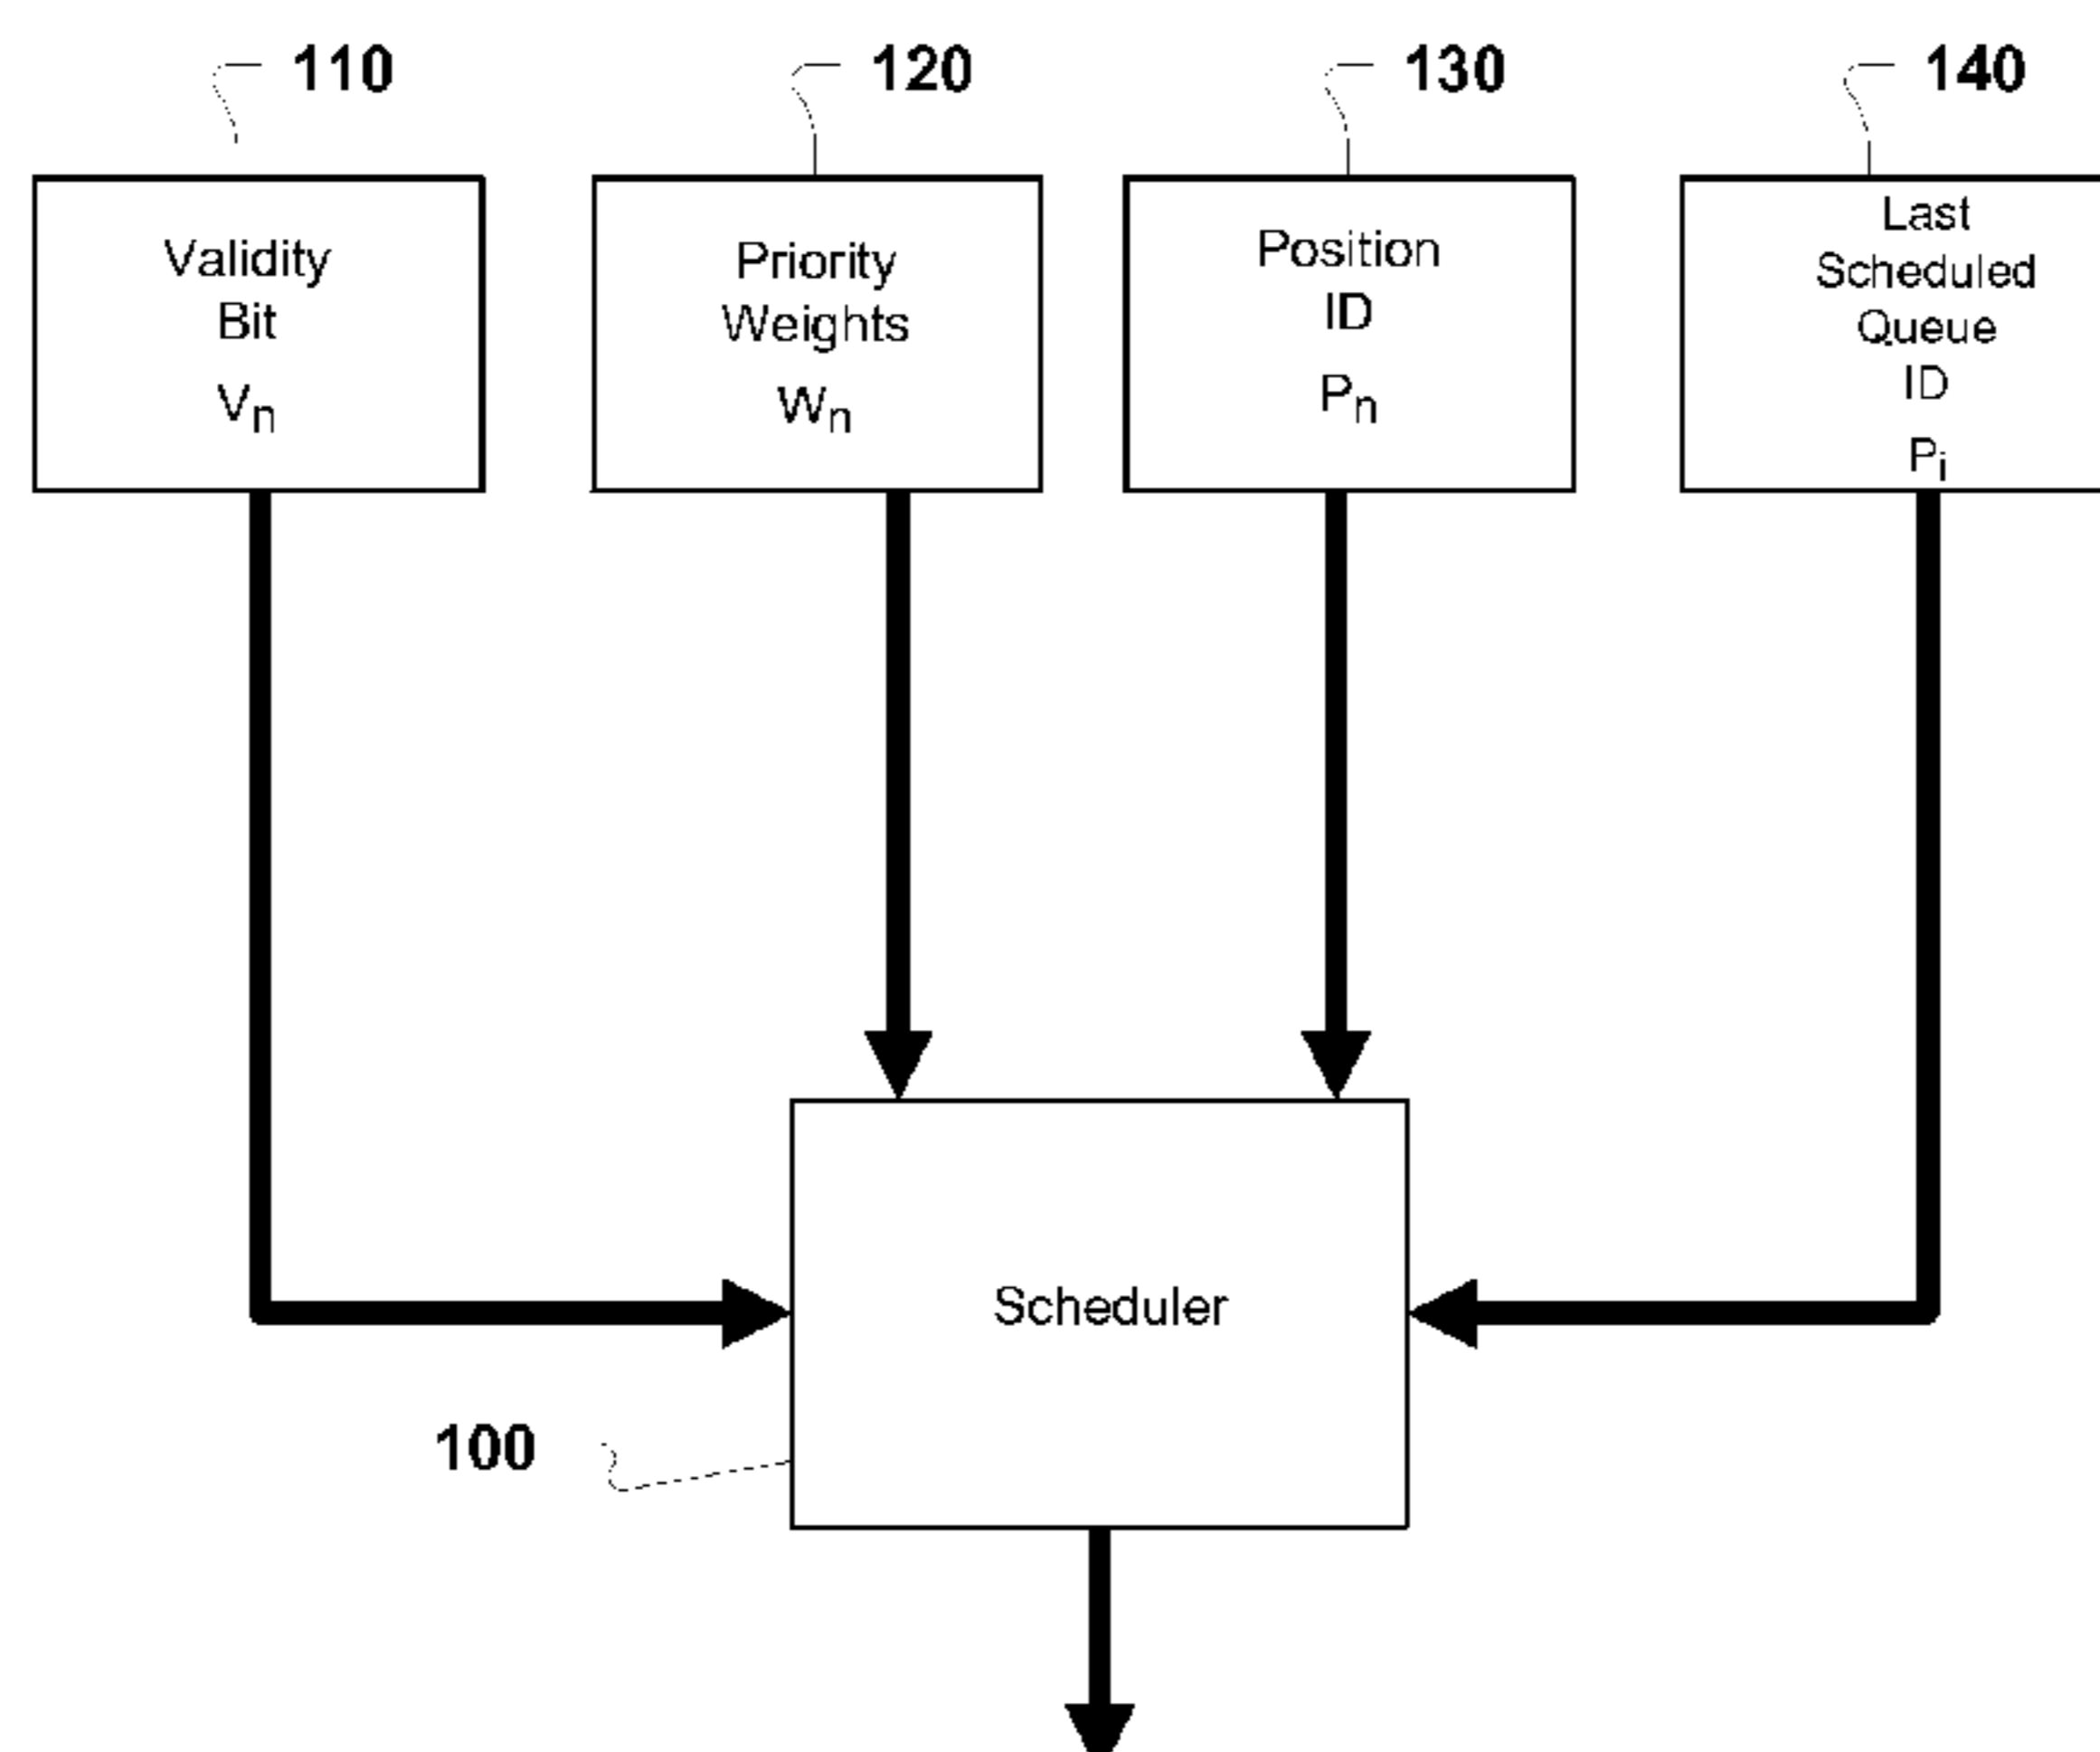 110
120
130
140
Validity
Bit
Vn
Priority
Weights
Wn
Position
ID
Pn
Last
Scheduled
Queue
ID
Pi
Scheduler
100